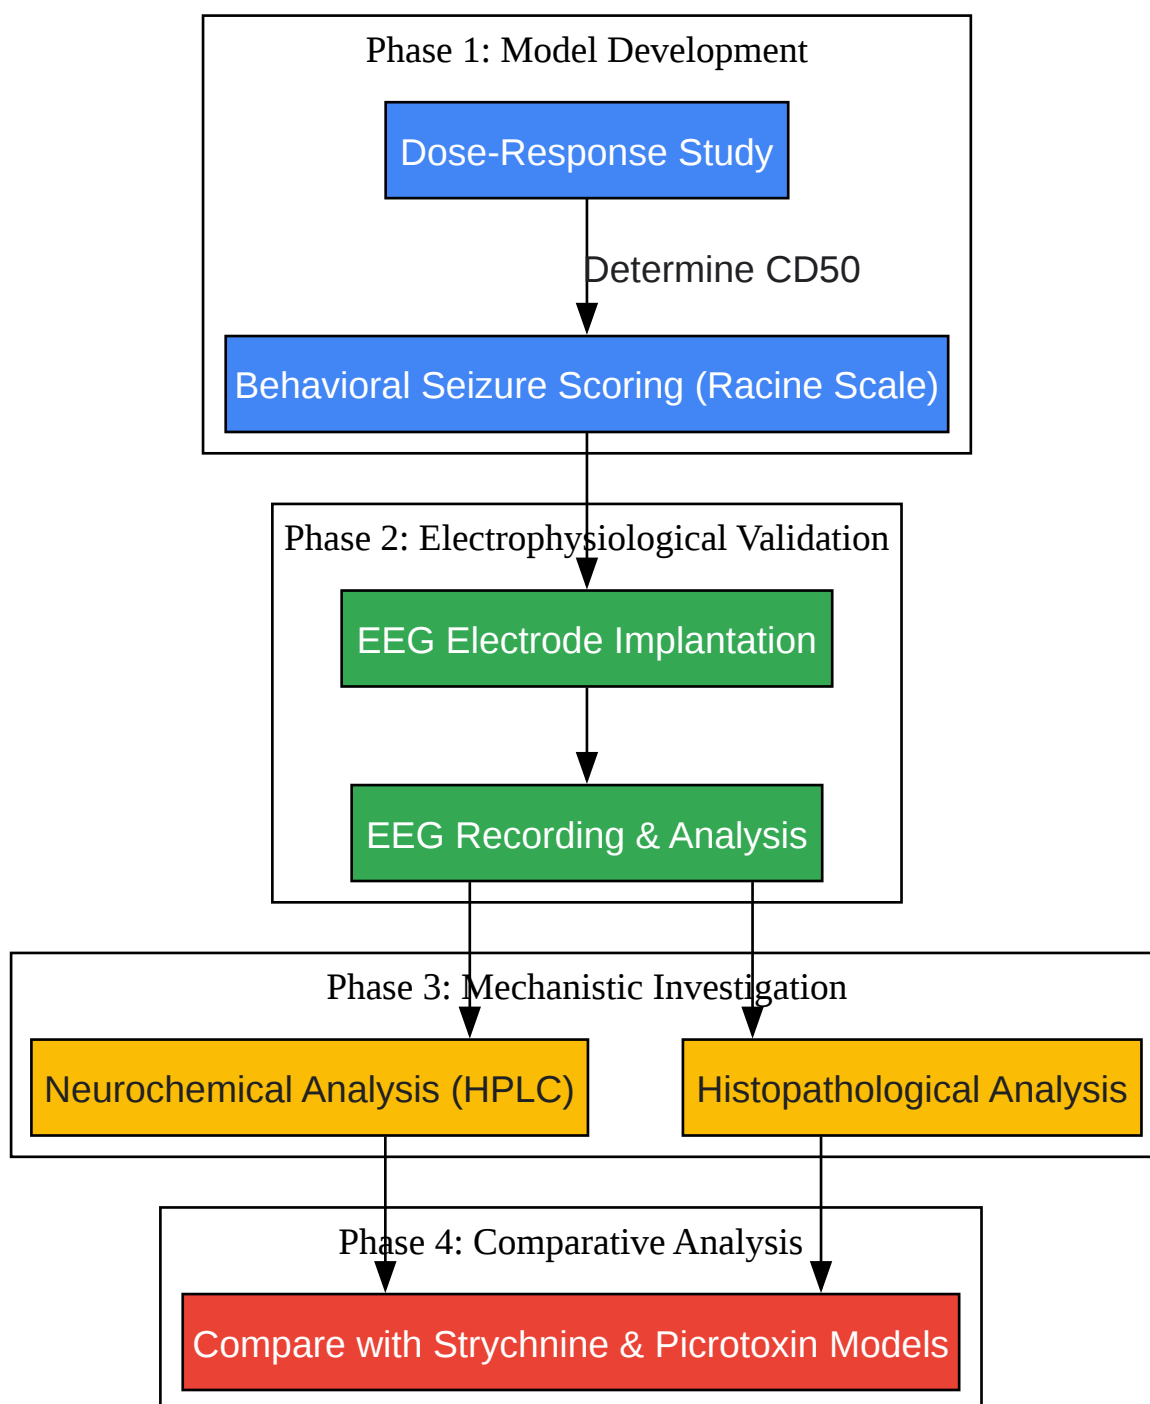 Phase 1: Model Development
Dose-Response Study
Determine CD50
Behavioral Seizure Scoring (Racine Scale)
Phase 2: Electrophysiological Validation
EEG Electrode Implantation
EEG Recording & Analysis
Phase 3: Mechanistic Investigation
Neurochemical Analysis (HPLC)
Histopathological Analysis
Phase 4: Comparative Analysis
Compare with Strychnine & Picrotoxin Models